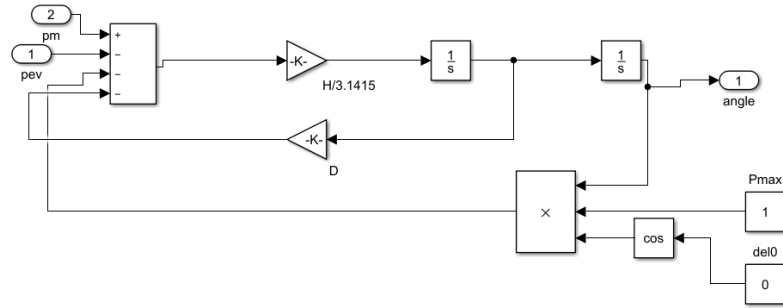 2
pm
+
1
pev
−
−
−
-K-
H/3.1415
1
s
1
s
1
angle
-K-
D
×
Pmax
1
cos
del0
0